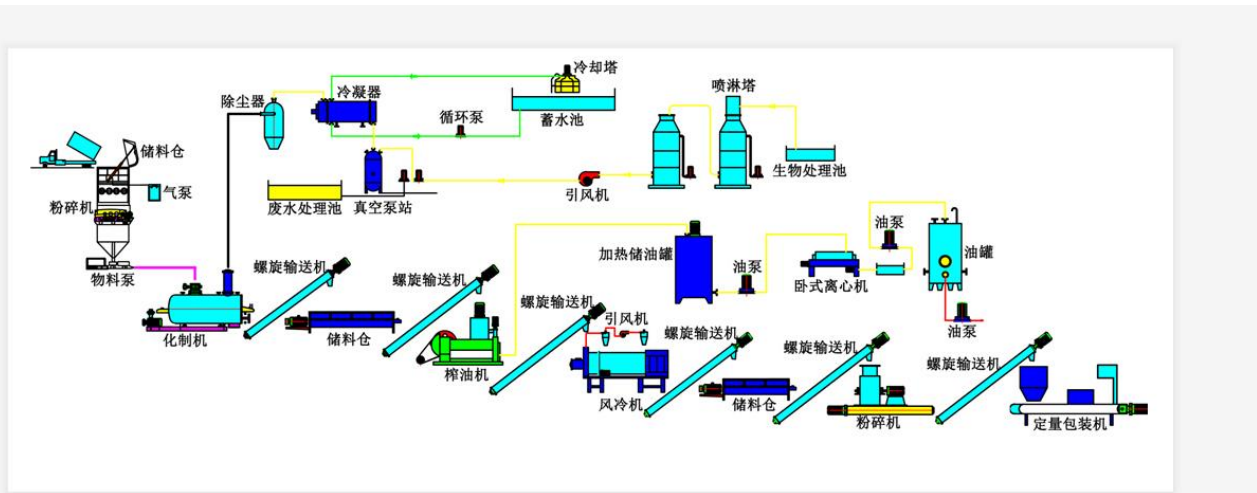 冷却塔
冷凝器
喷淋塔
除尘器
循环泵
蓄水池
储料仓
生物处理池
气泵
引风机
粉碎机
废水处理池
真空泵站
油泵
加热储油罐
油罐
物料泵
螺旋输送机
油泵
螺旋输送机
卧式离心机
螺旋输送机
引风机
油泵
化制机
储料仓
螺旋输送机
螺旋输送机
榨油机
螺旋输送机
风冷机
储料仓
粉碎机
定量包装机